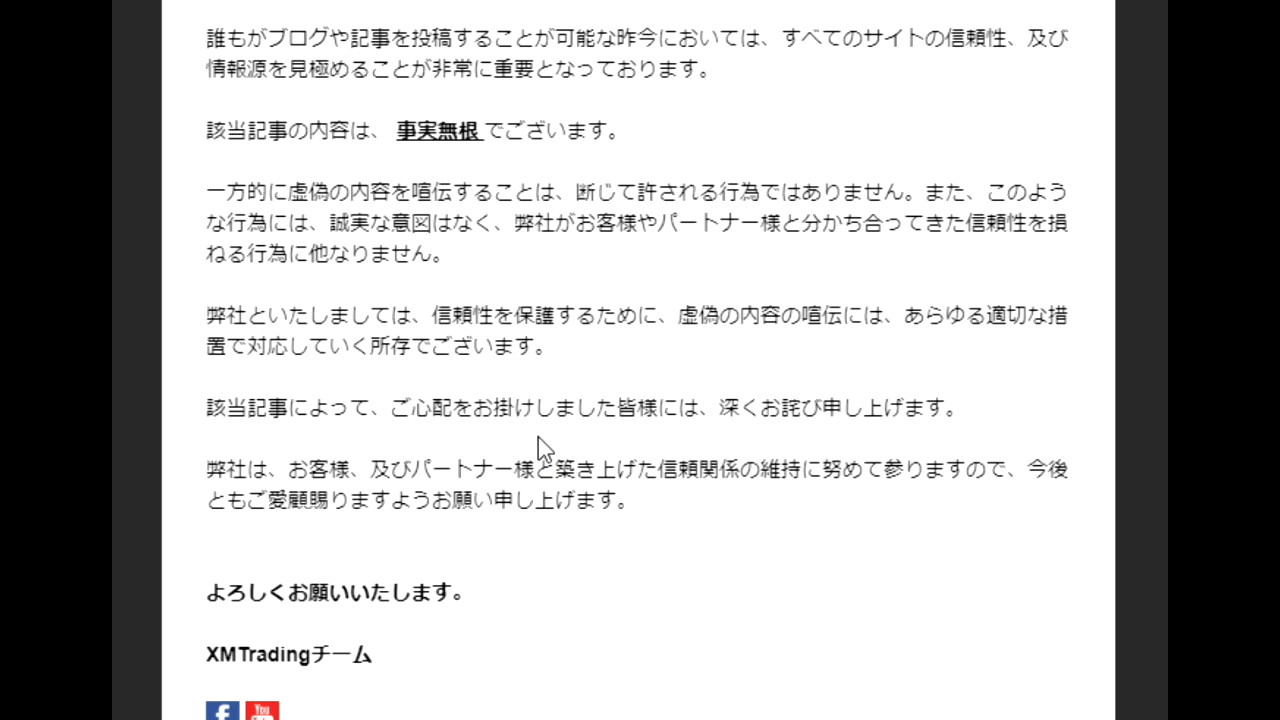 誰もがブログや記事を投稿することが可能な昨今においては、すべてのサイトの信頼性、及び
情報源を見極めることが非常に重要となっております。
該当記事の内容は、 事実無根 でございます。
一方的に虚偽の内容を喧伝することは、断じて許される行為ではありません。また、このよう
な行為には、誠実な意図はなく、弊社がお客様やパートナー様と分かち合ってきた信頼性を損
ねる行為に他なりません。
弊社といたしましては、信頼性を保護するために、虚偽の内容の喧伝には、あらゆる適切な措
置で対応していく所存でございます。
該当記事によって、ご心配をお掛けしました皆様には、深くお詫び申し上げます。
弊社は、お客様、及びパートナー様と築き上げた信頼関係の維持に努めて参りますので、今後
ともご愛顧賜りますようお願い申し上げます。
よろしくお願いいたします。
XMTradingチーム
f You